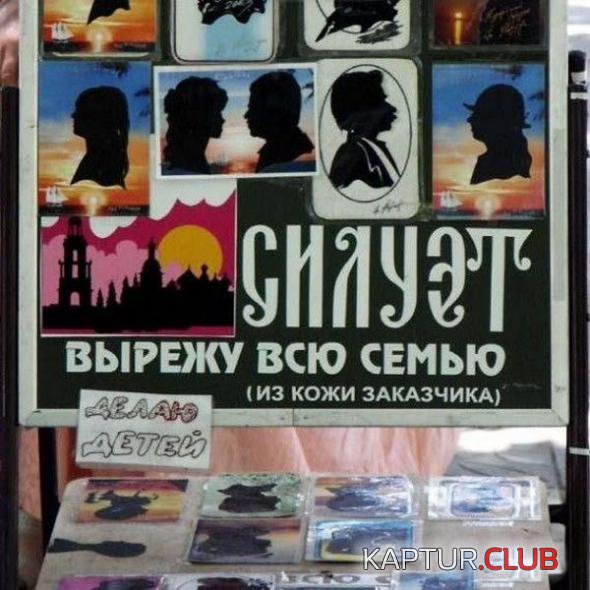 СИЛУЭТ
ВЫРЕЖУ ВСЮ СЕМЬЮ
(ИЗ КОЖИ ЗАКАЗЧИКА)
ДЕЛАЮ
ДЕТЕЙ
KAPTUR.CLUB